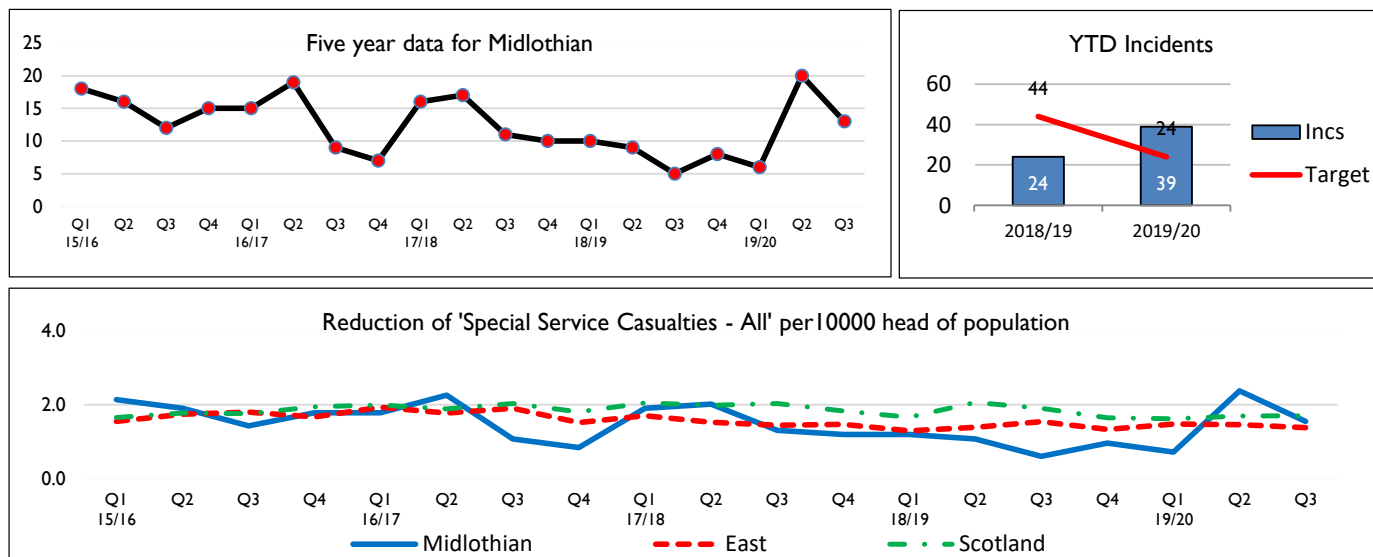 Five year data for Midlothian
25
20
15
10
5
0
Q1 Q2 Q3 Q4 Q1 Q2 Q3 Q4 Q1 Q2 Q3 Q4 Q1 Q2 Q3 Q4 Q1 Q2 Q3
15/16 16/17 17/18 18/19 19/20
YTD Incidents
60
40
20
0
44
24
24
39
2018/19 2019/20
Incs
Target
Reduction of 'Special Service Casualties - All' per10000 head of population
4.0
2.0
0.0
Q1 Q2 Q3 Q4 Q1 Q2 Q3 Q4 Q1 Q2 Q3 Q4 Q1 Q2 Q3 Q4 Q1 Q2 Q3
15/16 16/17 17/18 18/19 19/20
Midlothian East Scotland